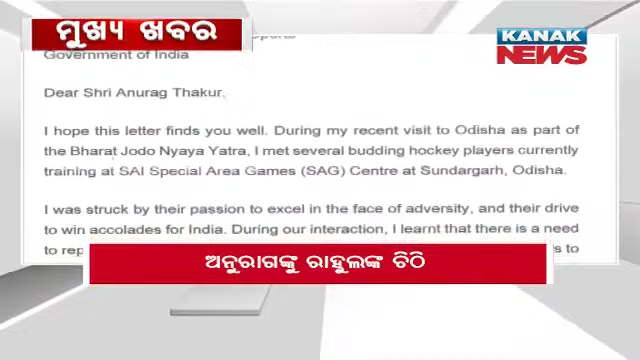 ମୁଖ୍ୟ ଖବର
KANAK
NEWS
Government of India
Dear Shri Anurag Thakur,
I hope this letter finds you well. During my recent visit to Odisha as part of
the Bharat Jodo Nyaya Yatra, I met several budding hockey players currently
training at SAI Special Area Games (SAG) Centre at Sundargarh, Odisha.
I was struck by their passion to excel in the face of adversity, and their drive
to win accolades for India. During our interaction, I learnt that there is a need
to
to
ଅନୁରାଗଙ୍କୁ ରାହୁଲଙ୍କ ଚିଠି